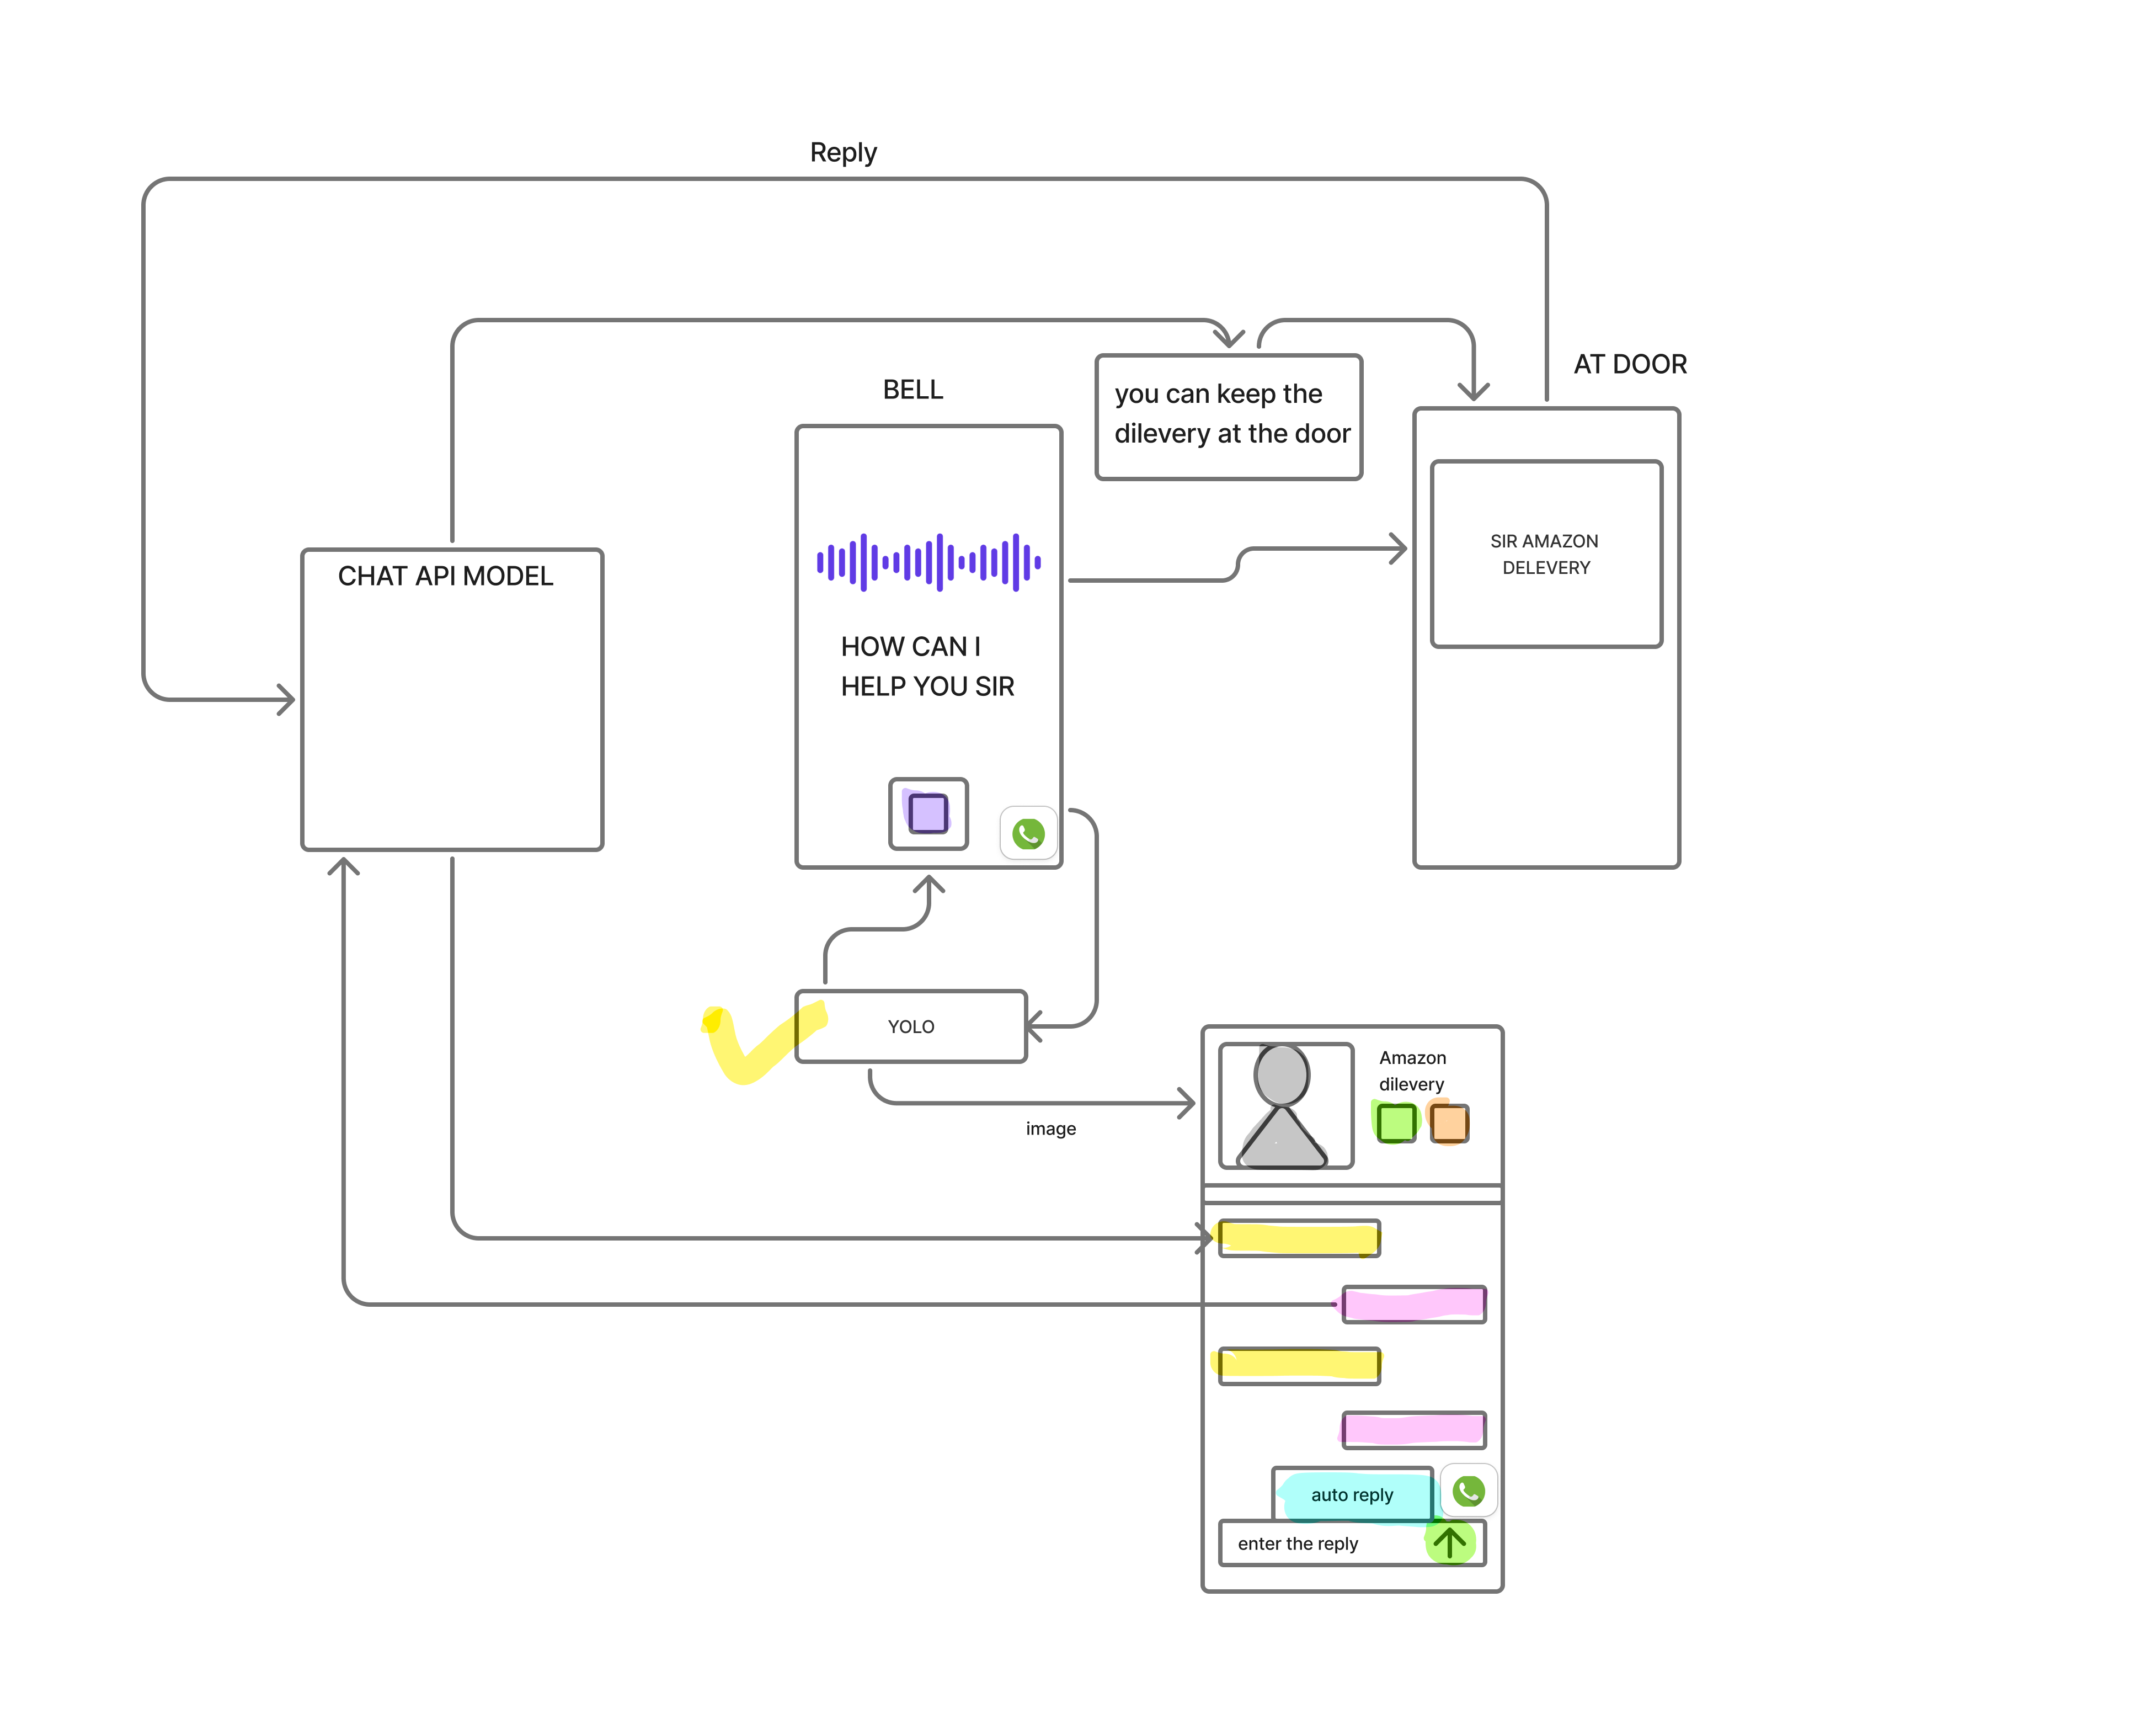 Reply
AT DOOR
BELL
you can keep the
dilevery at the door
SIR AMAZON
DELEVERY
CHAT API MODEL
HOW CAN I
HELP YOU SIR
YOLO
image
Amazon
dilevery
auto reply
enter the reply